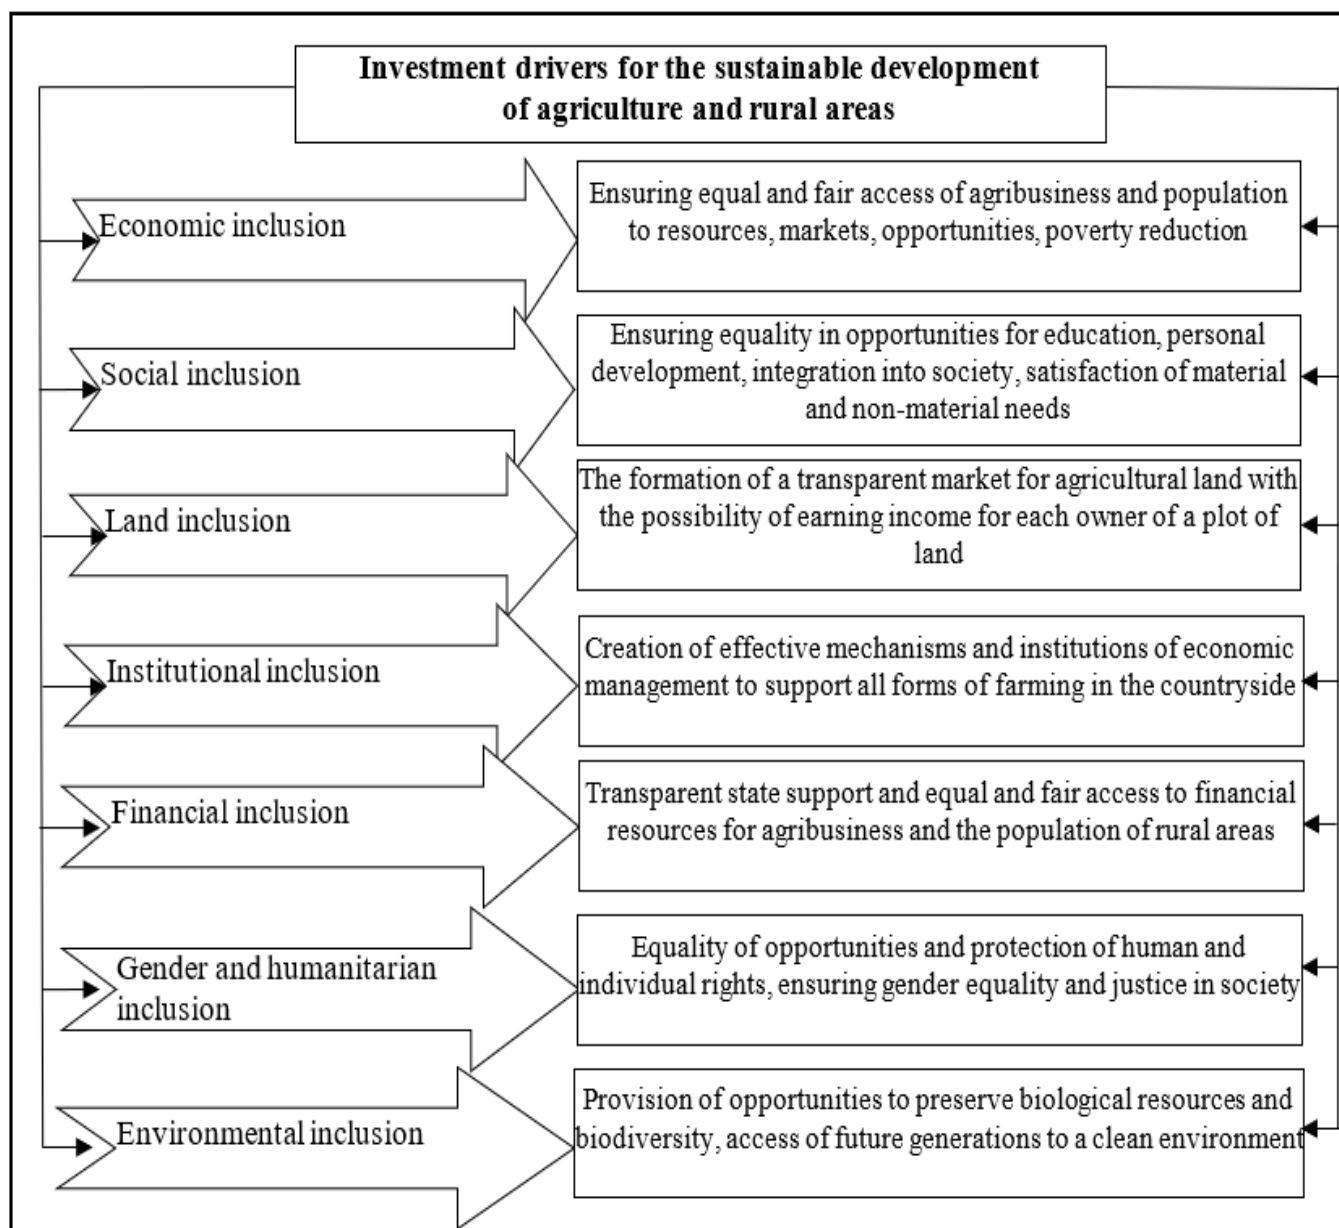 Investment drivers for the sustainable development
of agriculture and rural areas
Economic inclusion
Ensuring equal and fair access of agribusiness and population
to resources, markets, opportunities, poverty reduction
Social inclusion
Ensuring equality in opportunities for education, personal
development, integration into society, satisfaction of material
and non-material needs
Land inclusion
The formation of a transparent market for agricultural land with
the possibility of earning income for each owner of a plot of
land
Institutional inclusion
Creation of effective mechanisms and institutions of economic
management to support all forms of farming in the countryside
Financial inclusion
Transparent state support and equal and fair access to financial
resources for agribusiness and the population of rural areas
Gender and humanitarian
inclusion
Equality of opportunities and protection of human and
individual rights, ensuring gender equality and justice in society
Environmental inclusion
Provision of opportunities to preserve biological resources and
biodiversity, access of future generations to a clean environment